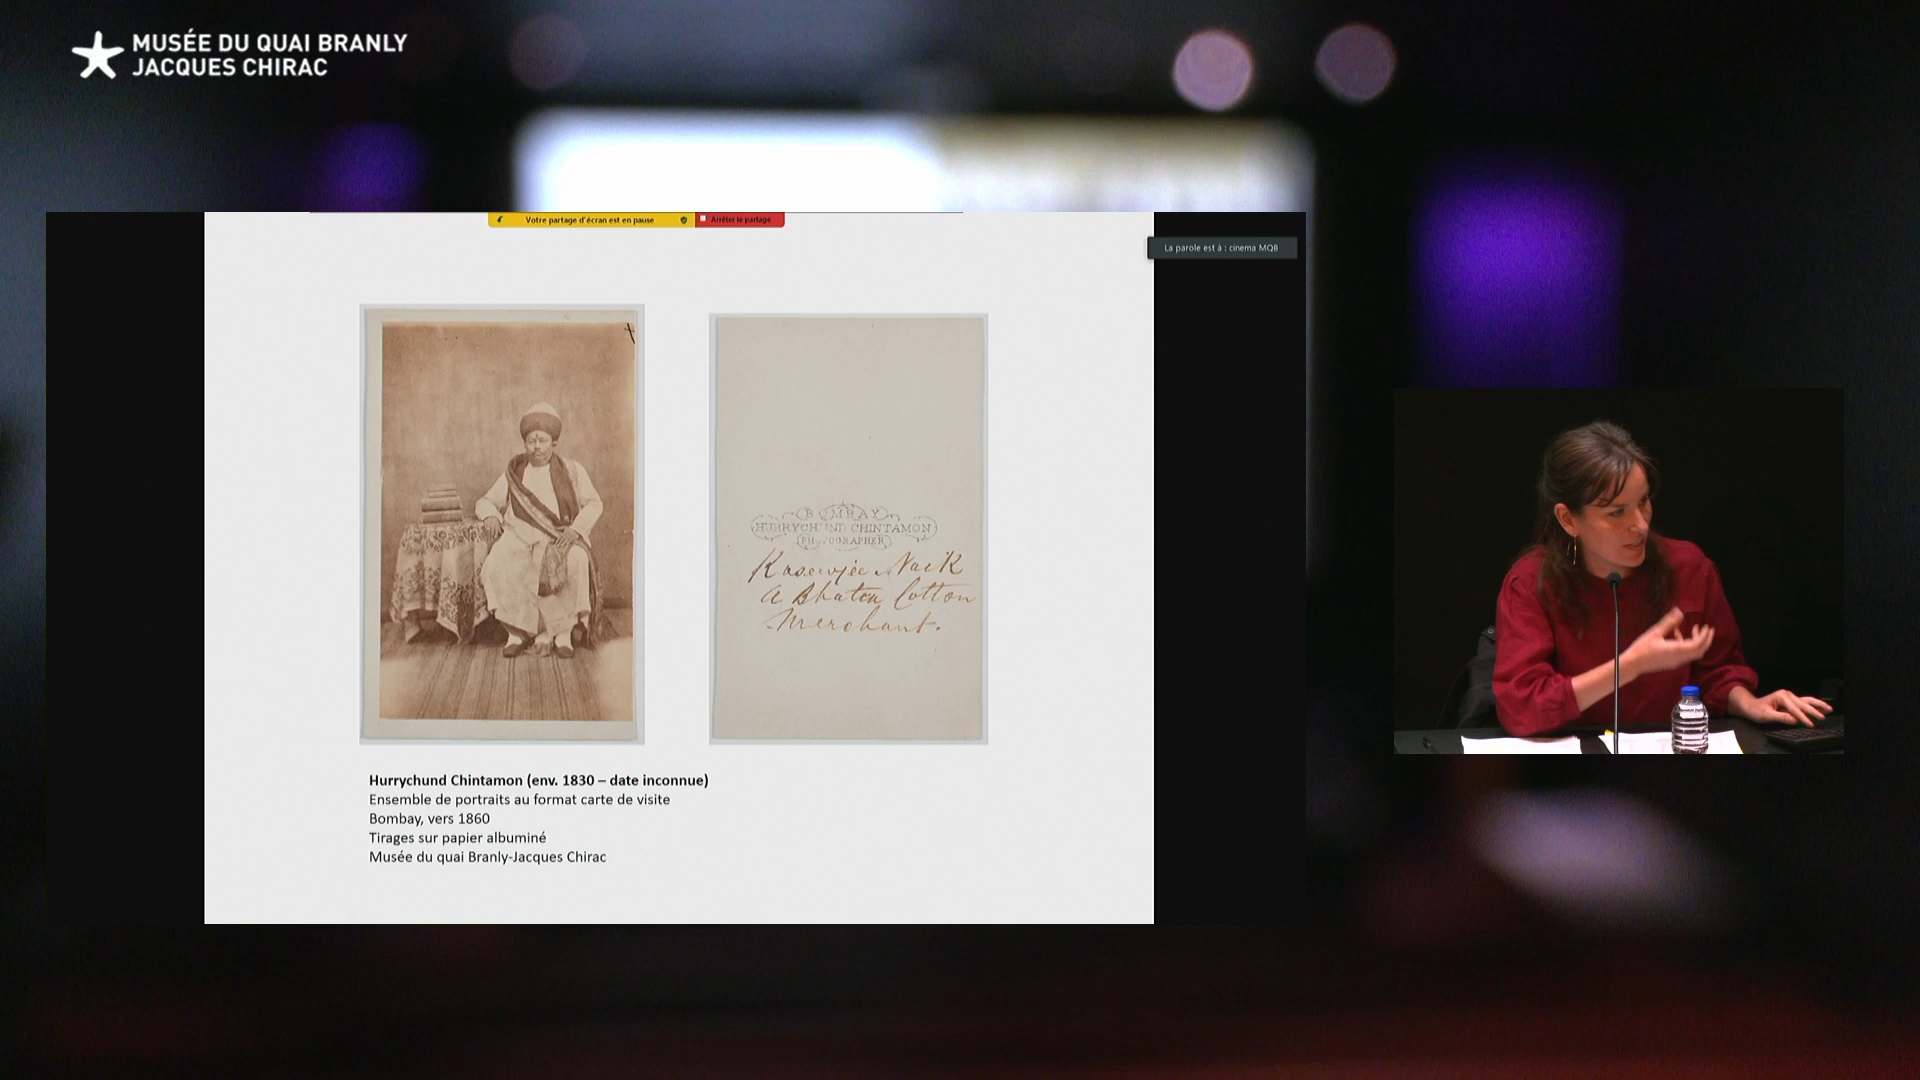 MUSÉE DU QUAI BRANLY
JACQUES CHIRAC
Votre partage d'écran est en pause
Arrêter le partage
La parole est à : cinema MQB
BOMBAY
HURRYCHUND CHINTAMON
PHOTOGRAPHER
Naik
A Bhatia Cotton
Merchant.
Hurrychund Chintamon (env. 1830 – date inconnue)
Ensemble de portraits au format carte de visite
Bombay, vers 1860
Tirages sur papier albuminé
Musée du quai Branly-Jacques Chirac